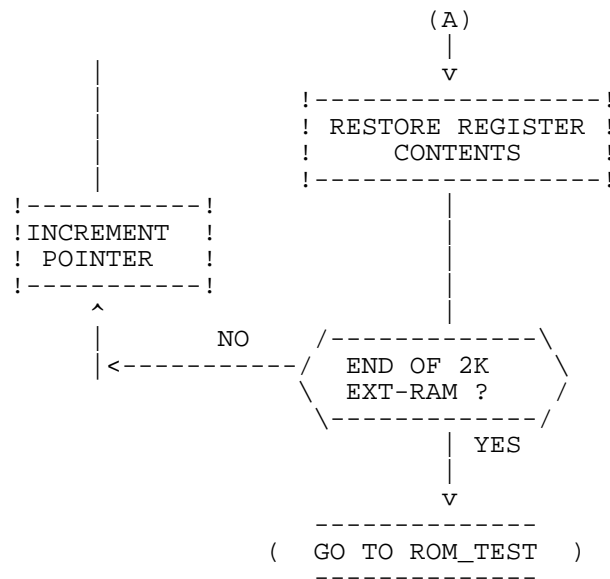 (A)
RESTORE REGISTER
CONTENTS
INCREMENT
POINTER
NO
END OF 2K
EXT-RAM ?
YES
( GO TO ROM_TEST )